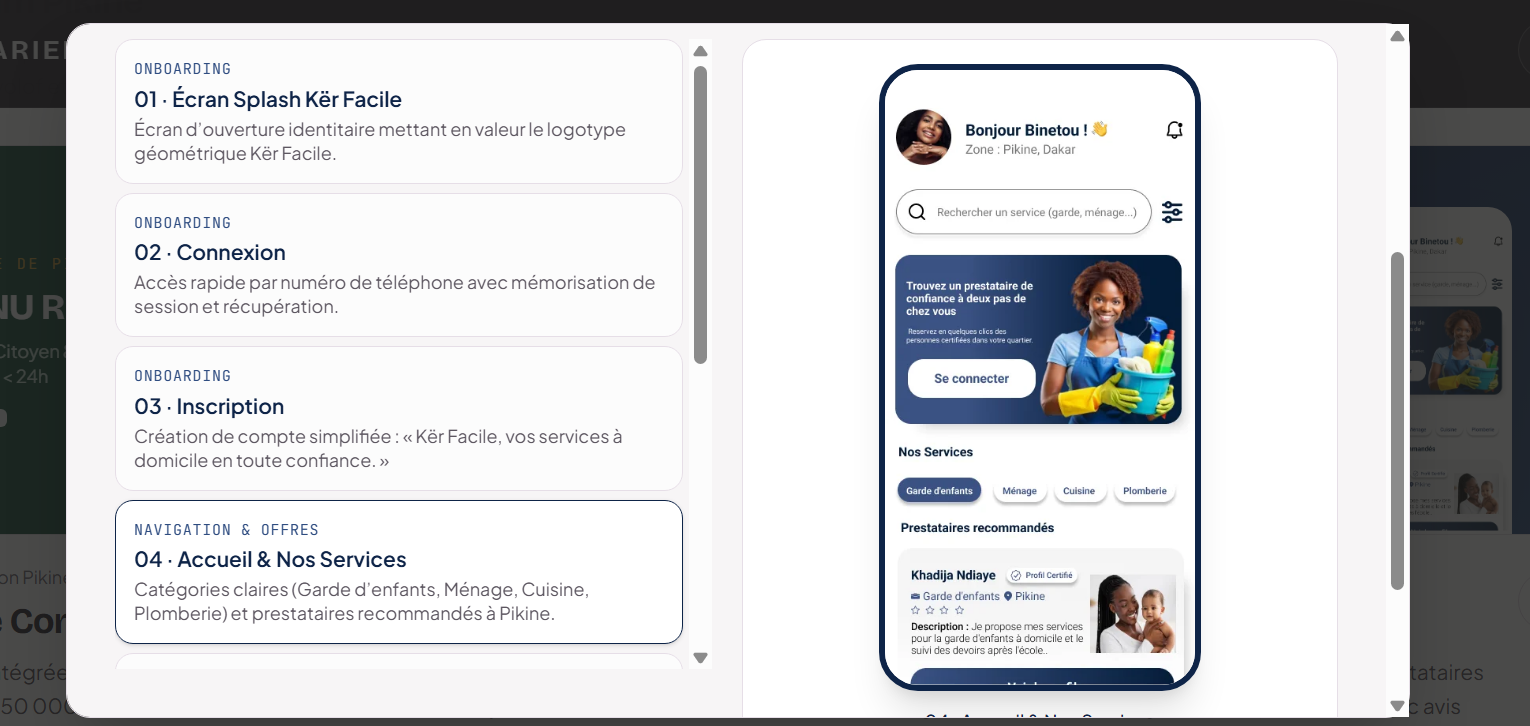 ONBOARDING
01 · Écran Splash Kër Facile
Écran d’ouverture identitaire mettant en valeur le logotype
géométrique Kër Facile.
ONBOARDING
02 · Connexion
Accès rapide par numéro de téléphone avec mémorisation de
session et récupération.
ONBOARDING
03 · Inscription
Création de compte simplifiée : « Kër Facile, vos services à
domicile en toute confiance. »
NAVIGATION & OFFRES
04 · Accueil & Nos Services
Catégories claires (Garde d’enfants, Ménage, Cuisine,
Plomberie) et prestataires recommandés à Pikine.
Bonjour Binetou ! 👋
Zone : Pikine, Dakar
Rechercher un service (garde, ménage...)
Trouvez un prestataire de
confiance à deux pas de
chez vous
Reservez en quelques clics des
personnes certifiées dans votre quartier.
Se connecter
Nos Services
Garde d'enfants
Ménage
Cuisine
Plomberie
Prestataires recommandés
Khadija Ndiaye
Profil Certifié
Garde d'enfants
Pikine
Description : Je propose mes services
pour la garde d'enfants à domicile et le
suivi des devoirs après l'école..
Citoyen
< 24h